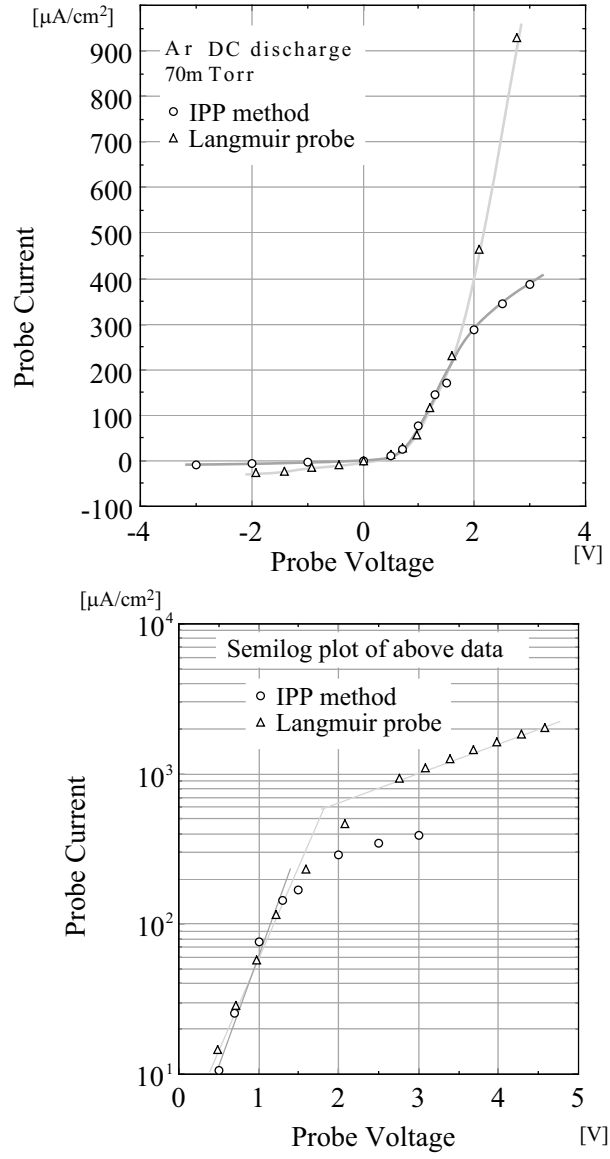 [μA/cm²]
900
800
700
600
500
400
300
200
100
0
-100
Ar DC discharge
70m Torr
IPP method
Langmuir probe
Probe Current
-4
-2
0
2
4
Probe Voltage
[V]
[μA/cm²]
10⁴
10³
10²
10¹
Semilog plot of above data
IPP method
Langmuir probe
Probe Current
0
1
2
3
4
5
Probe Voltage
[V]